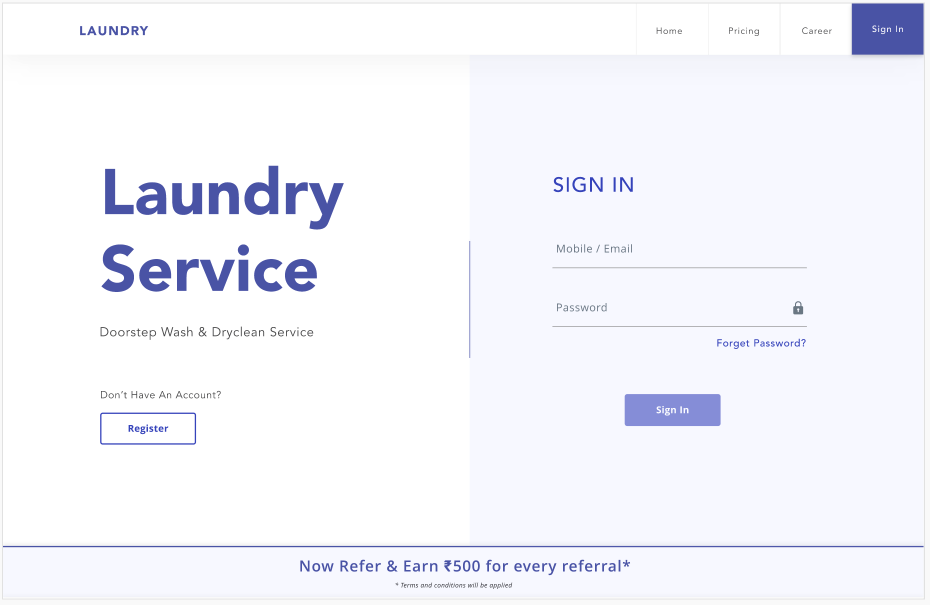 LAUNDRY
Home
Pricing
Career
Sign In
Laundry
Service
Doorstep Wash & Dryclean Service
Don't Have An Account?
Register
SIGN IN
Mobile / Email
Password
Forget Password?
Sign In
Now Refer & Earn ₹500 for every referral*
* Terms and conditions will be applied